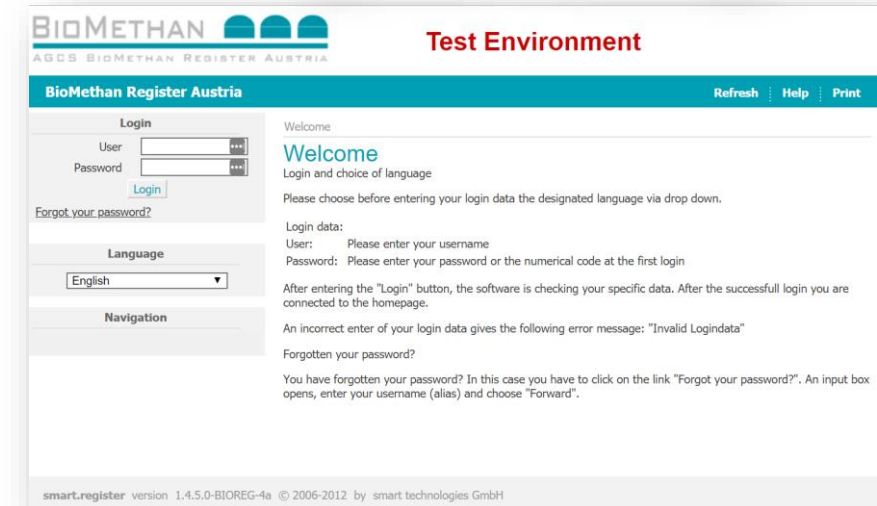 BIOMETHAN
AGCS BIOMETHAN REGISTER AUSTRIA
Test Environment
BioMethan Register Austria
Refresh
Help
Print
Login
User
Password
Login
Forgot your password?
Language
English
Navigation
Welcome
Welcome
Login and choice of language
Please choose before entering your login data the designated language via drop down.
Login data:
User: Please enter your username
Password: Please enter your password or the numerical code at the first login
After entering the "Login" button, the software is checking your specific data. After the successfull login you are
connected to the homepage.
An incorrect enter of your login data gives the following error message: "Invalid Logindata"
Forgotten your password?
You have forgotten your password? In this case you have to click on the link "Forgot your password?". An input box
opens, enter your username (alias) and choose "Forward".
smart.register version 1.4.5.0-BIOREG-4a © 2006-2012 by smart technologies GmbH